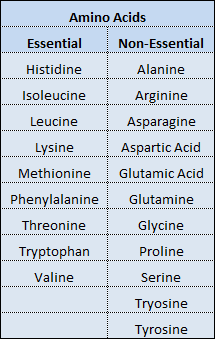 Amino Acids
Essential Non-Essential
Histidine Alanine
Isoleucine Arginine
Leucine Asparagine
Lysine Aspartic Acid
Methionine Glutamic Acid
Phenylalanine Glutamine
Threonine Glycine
Tryptophan Proline
Valine Serine
Tryosine
Tyrosine